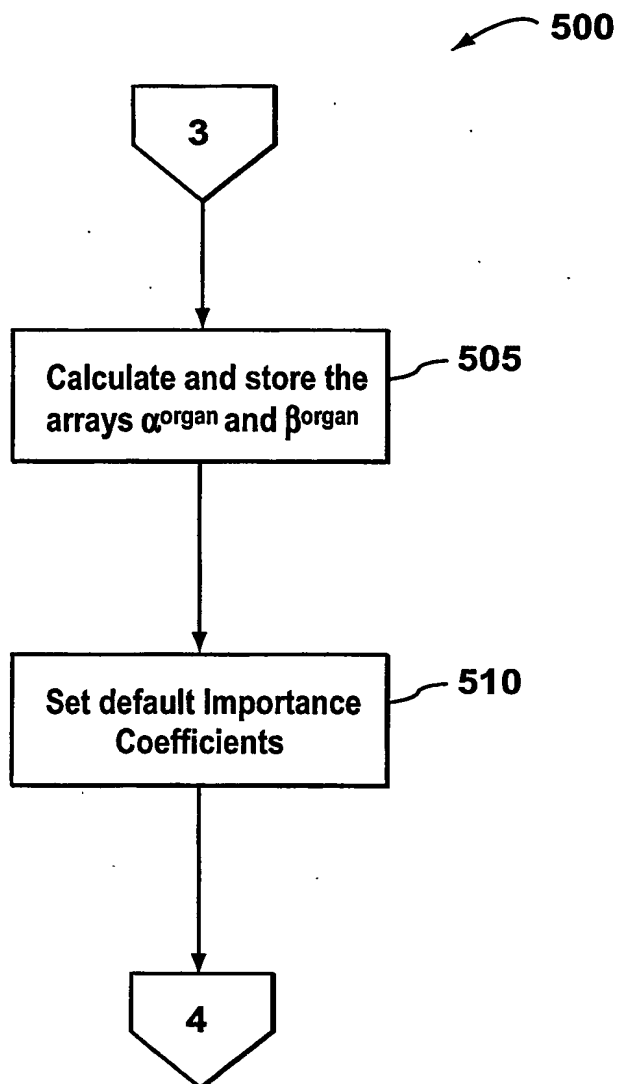 500
3
Calculate and store the
arrays αorgan and βorgan
505
Set default Importance
Coefficients
510
4